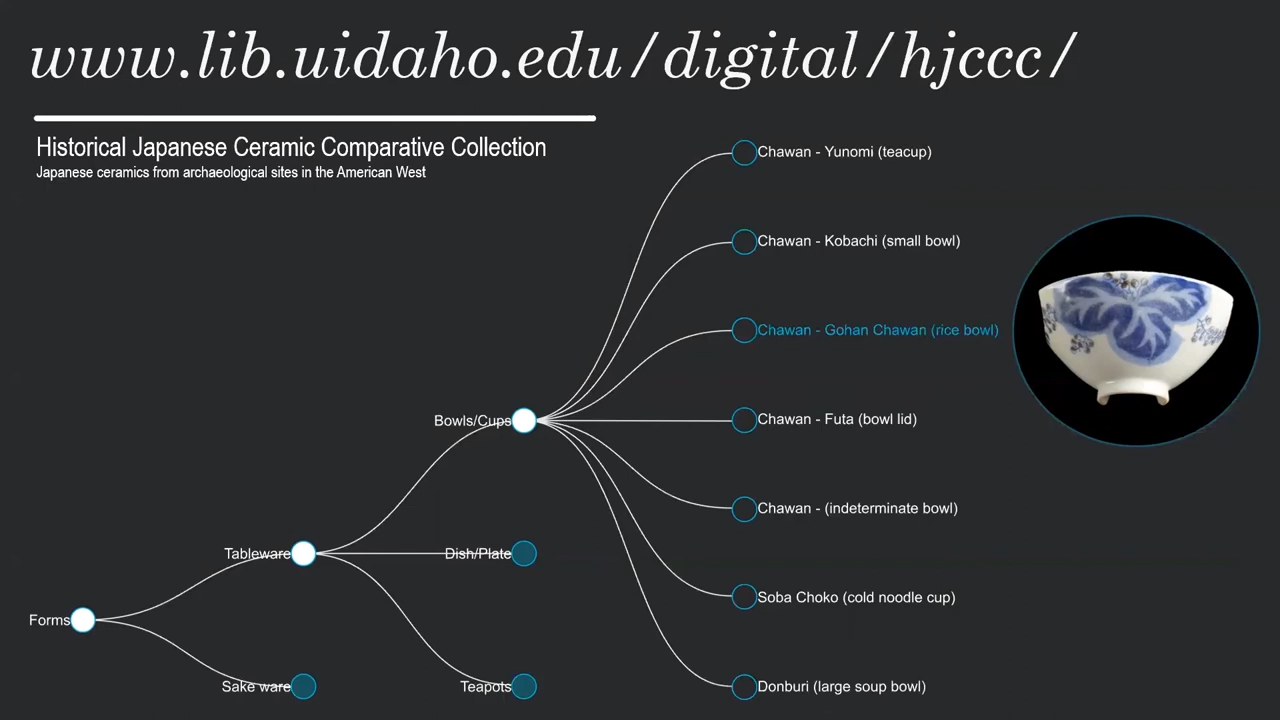 www.lib.uidaho.edu/digital/hjccc/
Historical Japanese Ceramic Comparative Collection
Japanese ceramics from archaeological sites in the American West
Chawan - Yunomi (teacup)
Chawan - Kobachi (small bowl)
Chawan - Gohan Chawan (rice bowl)
Bowls/Cups
Chawan - Futa (bowl lid)
Chawan - (indeterminate bowl)
Tableware
Dish/Plate
Soba Choko (cold noodle cup)
Forms
Sake ware
Teapots
Donburi (large soup bowl)